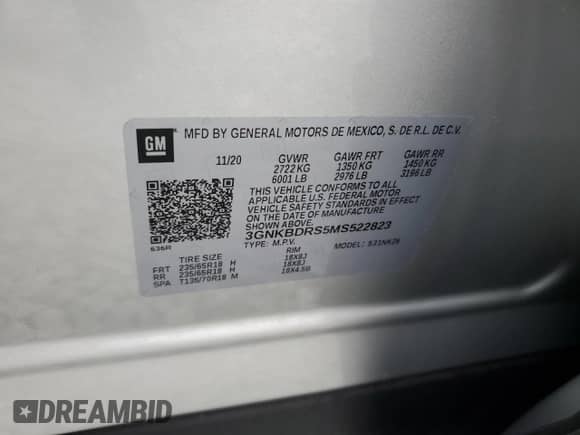 GM
MFD BY GENERAL MOTORS DE MEXICO, S. DE R.L. DE C.V.
11/20 GVWR GAWR FRT GAWR RR
2722 KG 1350 KG 1450 KG
6001 LB 2976 LB 3196 LB
THIS VEHICLE CONFORMS TO ALL
APPLICABLE U.S. FEDERAL MOTOR
VEHICLE SAFETY STANDARDS IN EFFECT
ON THE DATE OF MANUFACTURE
SHOWN ABOVE.
3GNKBDRS5MS522823
TYPE: M.P.V. MODEL:
TIRE SIZE RIM
FRT 235/65R18 H 18X8J
RR 235/65R18 H 18X8J
SPA T135/70R18 M 18X4.5B
DREAMBID